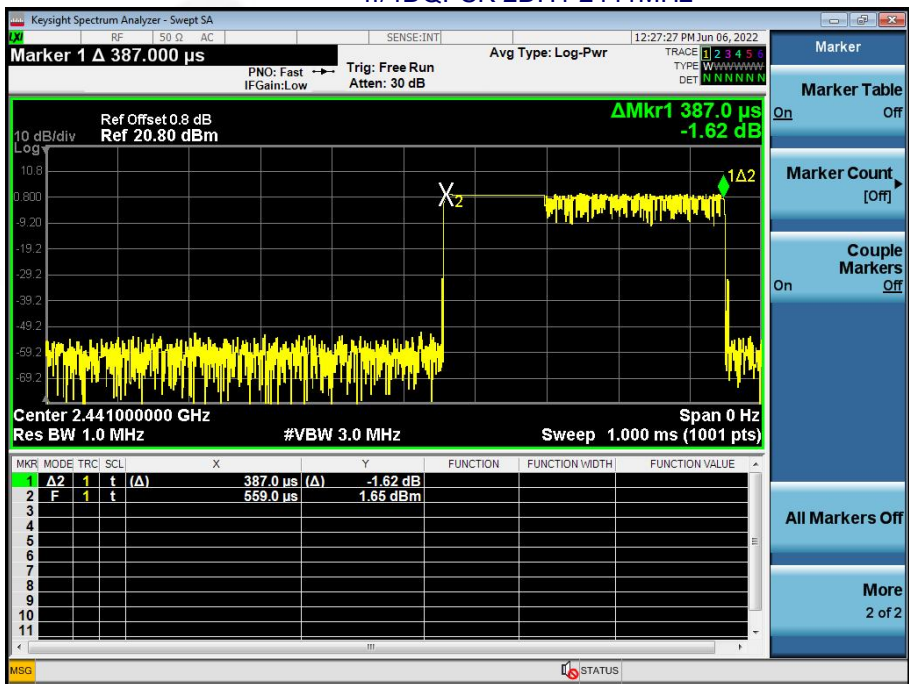 Keysight Spectrum Analyzer - Swept SA
LXI RF 50 Ω AC SENSE:INT 12:27:27 PM Jun 06, 2022
Marker 1 Δ 387.000 µs Avg Type: Log-Pwr TRACE 1 2 3 4 5 6
PNO: Fast Trig: Free Run TYPE WWWWWW
IFGain:Low Atten: 30 dB DET N N N N N N
Marker
Marker Table
On Off
Marker Count
[Off]
Couple
Markers
On Off
All Markers Off
More
2 of 2
ΔMkr1 387.0 µs
-1.62 dB
Ref Offset 0.8 dB
10 dB/div Ref 20.80 dBm
Log
10.8
0.800
-9.20
-19.2
-29.2
-39.2
-49.2
-59.2
-69.2
X2
1Δ2
Center 2.441000000 GHz Span 0 Hz
Res BW 1.0 MHz #VBW 3.0 MHz Sweep 1.000 ms (1001 pts)
MKR MODE TRC SCL X Y FUNCTION FUNCTION WIDTH FUNCTION VALUE
1 Δ2 1 t (Δ) 387.0 µs (Δ) -1.62 dB
2 F 1 t 559.0 µs 1.65 dBm
3
4
5
6
7
8
9
10
11
MSG STATUS